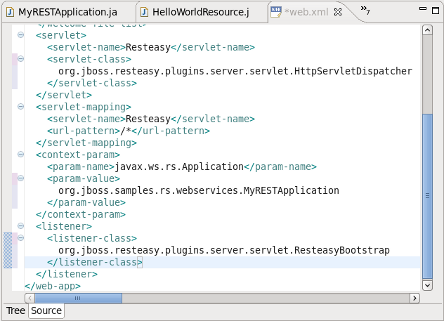 MyRESTApplication.ja
HelloWorldResource.j
*web.xml
»7
<servlet>
<servlet-name>Resteasy</servlet-name>
<servlet-class>
org.jboss.resteasy.plugins.server.servlet.HttpServletDispatcher
</servlet-class>
</servlet>
<servlet-mapping>
<servlet-name>Resteasy</servlet-name>
<url-pattern>/*</url-pattern>
</servlet-mapping>
<context-param>
<param-name>javax.ws.rs.Application</param-name>
<param-value>
org.jboss.samples.rs.webservices.MyRESTApplication
</param-value>
</context-param>
<listener>
<listener-class>
org.jboss.resteasy.plugins.server.servlet.ResteasyBootstrap
</listener-class>
</listener>
</web-app>
Tree Source